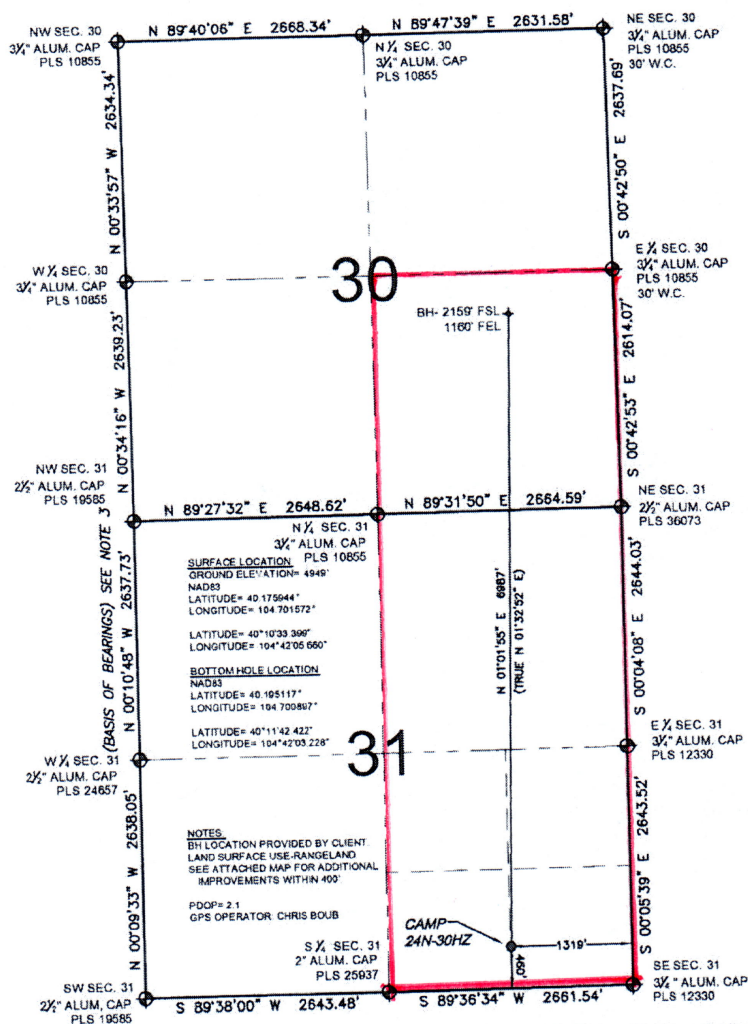 N 89°40'06" E 2668.34'
N 89°47'39" E 2631.58'
NW SEC. 30
3¼" ALUM. CAP
PLS 10855
N ¼ SEC. 30
3¼" ALUM. CAP
PLS 10855
NE SEC. 30
3¼" ALUM. CAP
PLS 10855
30' W.C.
N 00°33'57" W 2634.34'
S 00°42'50" E 2637.69'
W ¼ SEC. 30
3¼" ALUM. CAP
PLS 10855
30
E ¼ SEC. 30
3¼" ALUM. CAP
PLS 10855
30' W.C.
BH- 2159' FSL
1160' FEL
N 00°34'16" W 2639.23'
S 00°42'53" E 2614.07'
NW SEC. 31
2½" ALUM. CAP
PLS 19585
N 89°27'32" E 2648.62'
N 89°31'50" E 2664.59'
N ¼ SEC. 31
3¼" ALUM. CAP
PLS 10855
NE SEC. 31
2½" ALUM. CAP
PLS 36073
(BASIS OF BEARINGS) SEE NOTE 3
N 00°10'48" W 2637.73'
SURFACE LOCATION
GROUND ELEVATION= 4949'
NAD83
LATITUDE= 40.175944°
LONGITUDE= 104.701572°
LATITUDE= 40°10'33.399"
LONGITUDE= 104°42'05.660"
BOTTOM HOLE LOCATION
NAD83
LATITUDE= 40.195117°
LONGITUDE= 104.700897°
LATITUDE= 40°11'42.422"
LONGITUDE= 104°42'03.228"
N 01°01'55" E 6987'
(TRUE N 01°32'52" E)
S 00°04'08" E 2644.03'
31
W ¼ SEC. 31
2½" ALUM. CAP
PLS 24657
E ¼ SEC. 31
3¼" ALUM. CAP
PLS 12330
N 00°09'33" W 2638.05'
S 00°05'39" E 2643.52'
NOTES
BH LOCATION PROVIDED BY CLIENT.
LAND SURFACE USE-RANGELAND
SEE ATTACHED MAP FOR ADDITIONAL
IMPROVEMENTS WITHIN 400'
PDOP= 2.1
GPS OPERATOR: CHRIS BOUB
CAMP
24N-30HZ
1319'
460'
S ¼ SEC. 31
2" ALUM. CAP
PLS 25937
SW SEC. 31
2½" ALUM. CAP
PLS 19585
S 89°38'00" W 2643.48'
S 89°36'34" W 2661.54'
SE SEC. 31
3¼" ALUM. CAP
PLS 12330